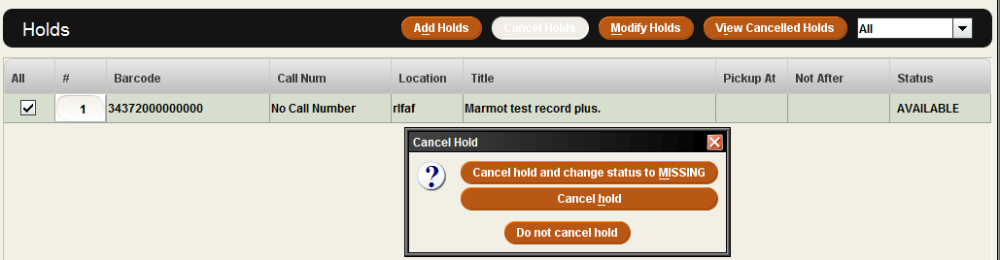 Holds Add Holds Cancel Holds Modify Holds View Cancelled Holds All
All # Barcode Call Num Location Title Pickup At Not After Status
1 34372000000000 No Call Number rlfaf Marmot test record plus. AVAILABLE
Cancel Hold
Cancel hold and change status to MISSING
Cancel hold
Do not cancel hold